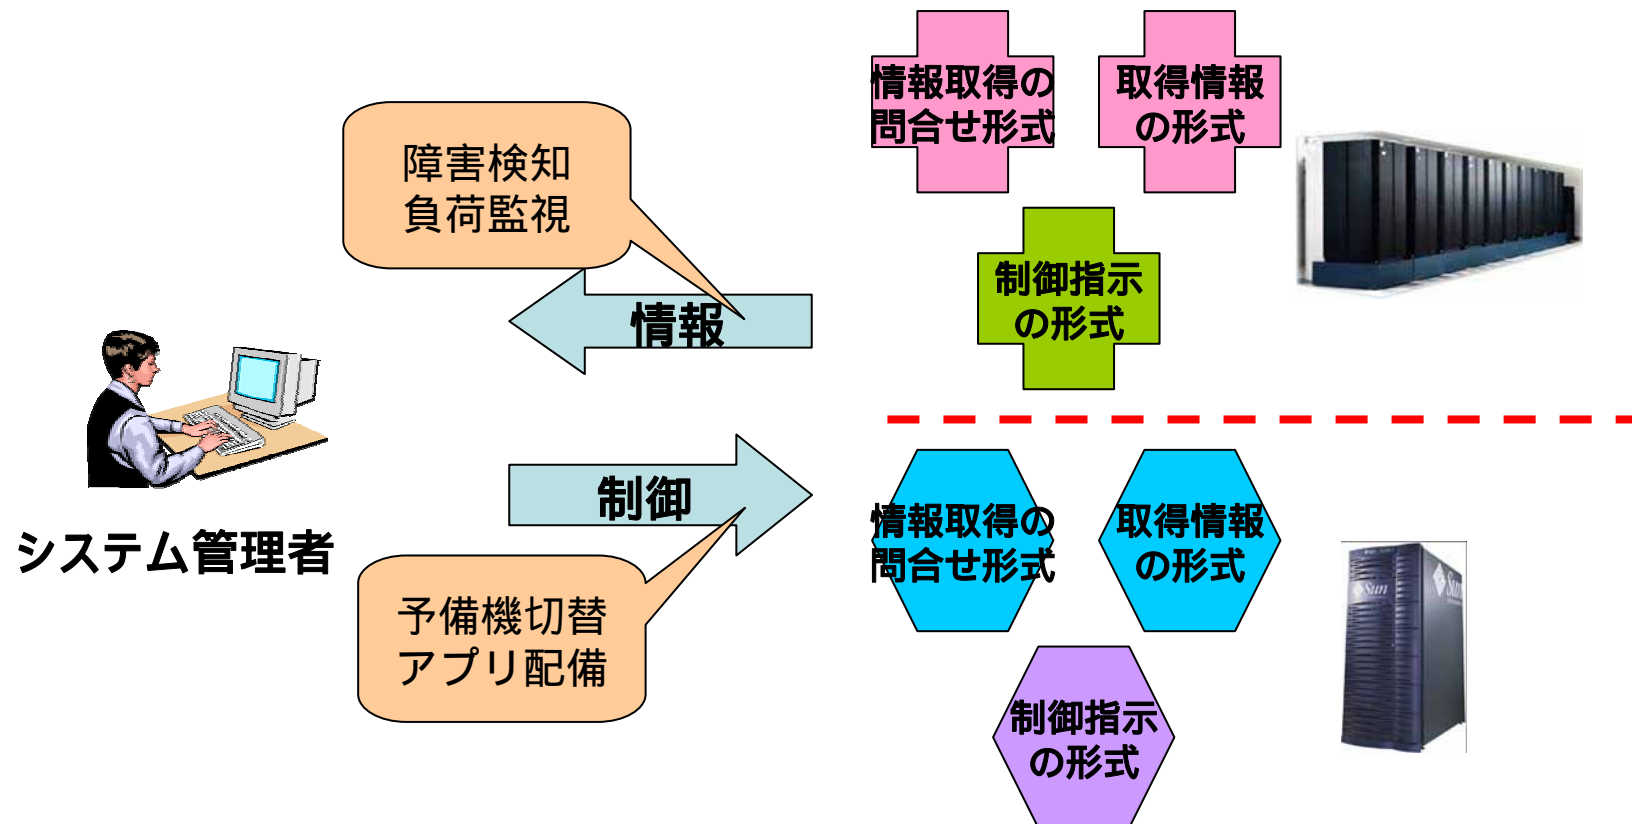 情報取得の
問合せ形式
取得情報
の形式
障害検知
負荷監視
制御指示
の形式
情報
制御
システム管理者
情報取得の
問合せ形式
取得情報
の形式
予備機切替
アプリ配備
制御指示
の形式
Sun
Sun